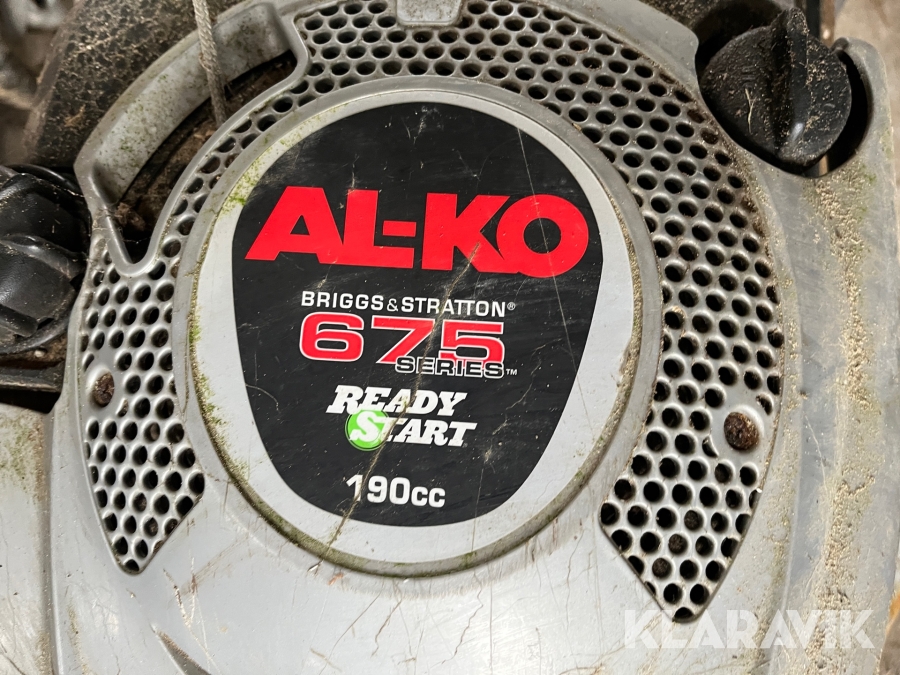 AL-KO
BRIGGS&STRATTON®
675
SERIES™
READY
START
190cc
KLARAVIK